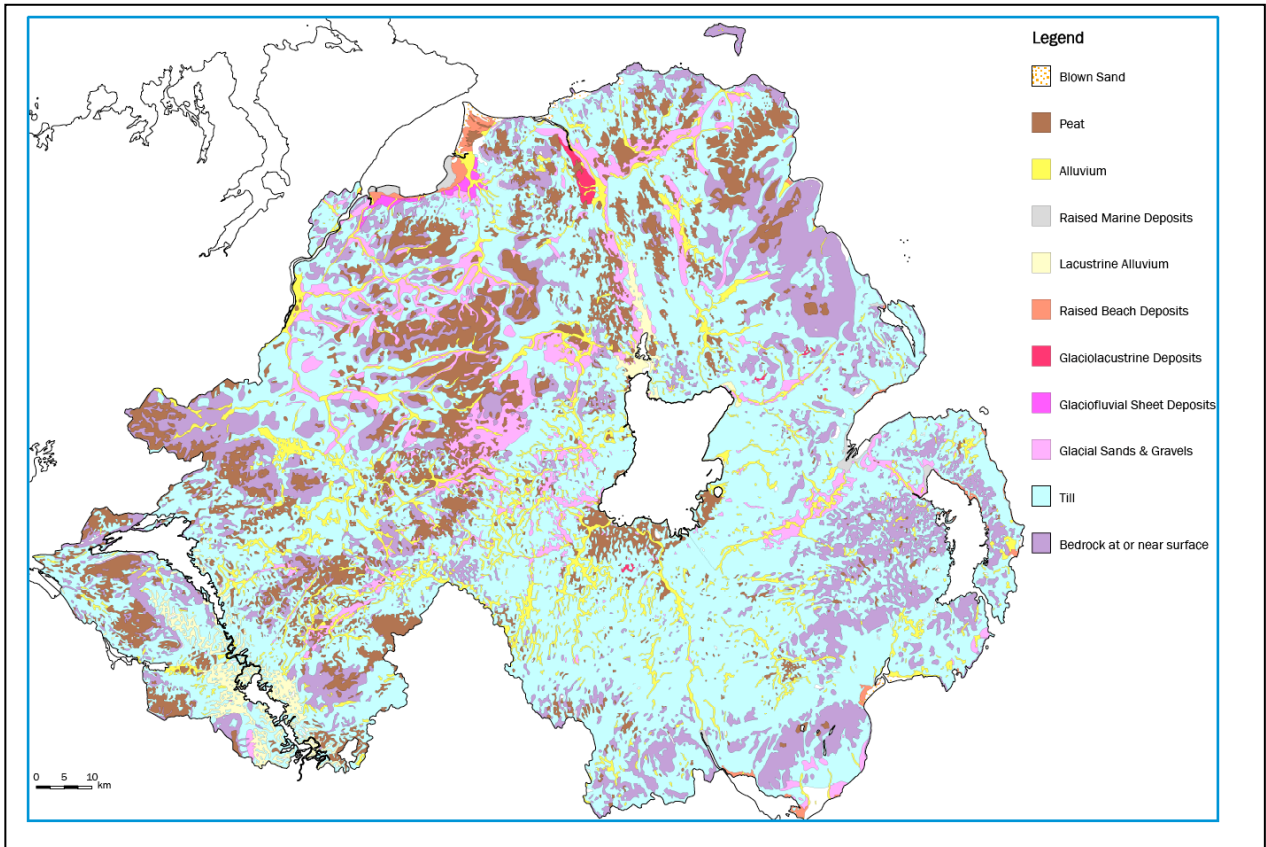 Legend
Blown Sand
Peat
Alluvium
Raised Marine Deposits
Lacustrine Alluvium
Raised Beach Deposits
Glaciolacustrine Deposits
Glaciofluvial Sheet Deposits
Glacial Sands & Gravels
Till
Bedrock at or near surface
0 5 10
km